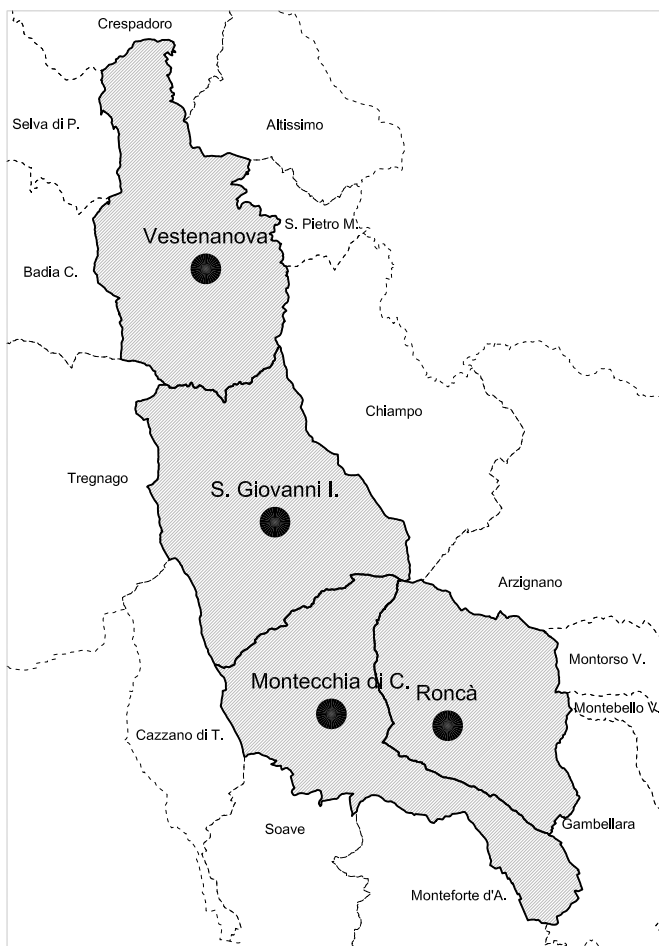 Crespadoro
Selva di P.
Altissimo
S. Pietro M.
Vestenanova
Badia C.
Chiampo
Tregnago
S. Giovanni I.
Arzignano
Montorso V.
Montecchia di C.
Roncà
Montebello V.
Cazzano di T.
Gambellara
Soave
Monteforte d'A.